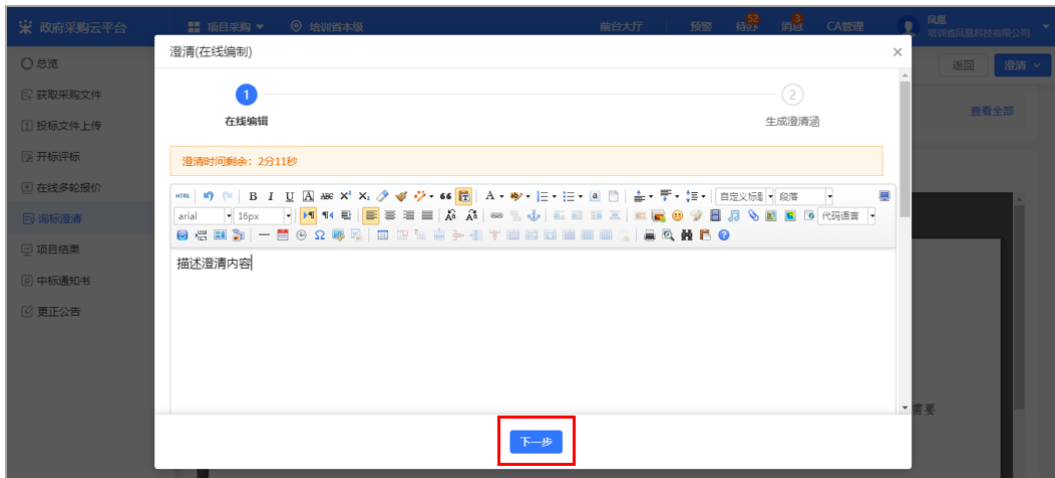 政府采购云平台
项目采购
培训省本级
前台大厅
预警
待办
52
消息
3
CA管理
凤凰
培训省凤凰科技有限公司
总览
获取采购文件
投标文件上传
开标评标
在线多轮报价
询标澄清
项目结果
中标通知书
更正公告
返回
澄清
查看全部
澄清(在线编制)
1
在线编辑
2
生成澄清函
澄清时间剩余：2分11秒
HTML
自定义标题
段落
arial
16px
代码语言
描述澄清内容
需要
下一步